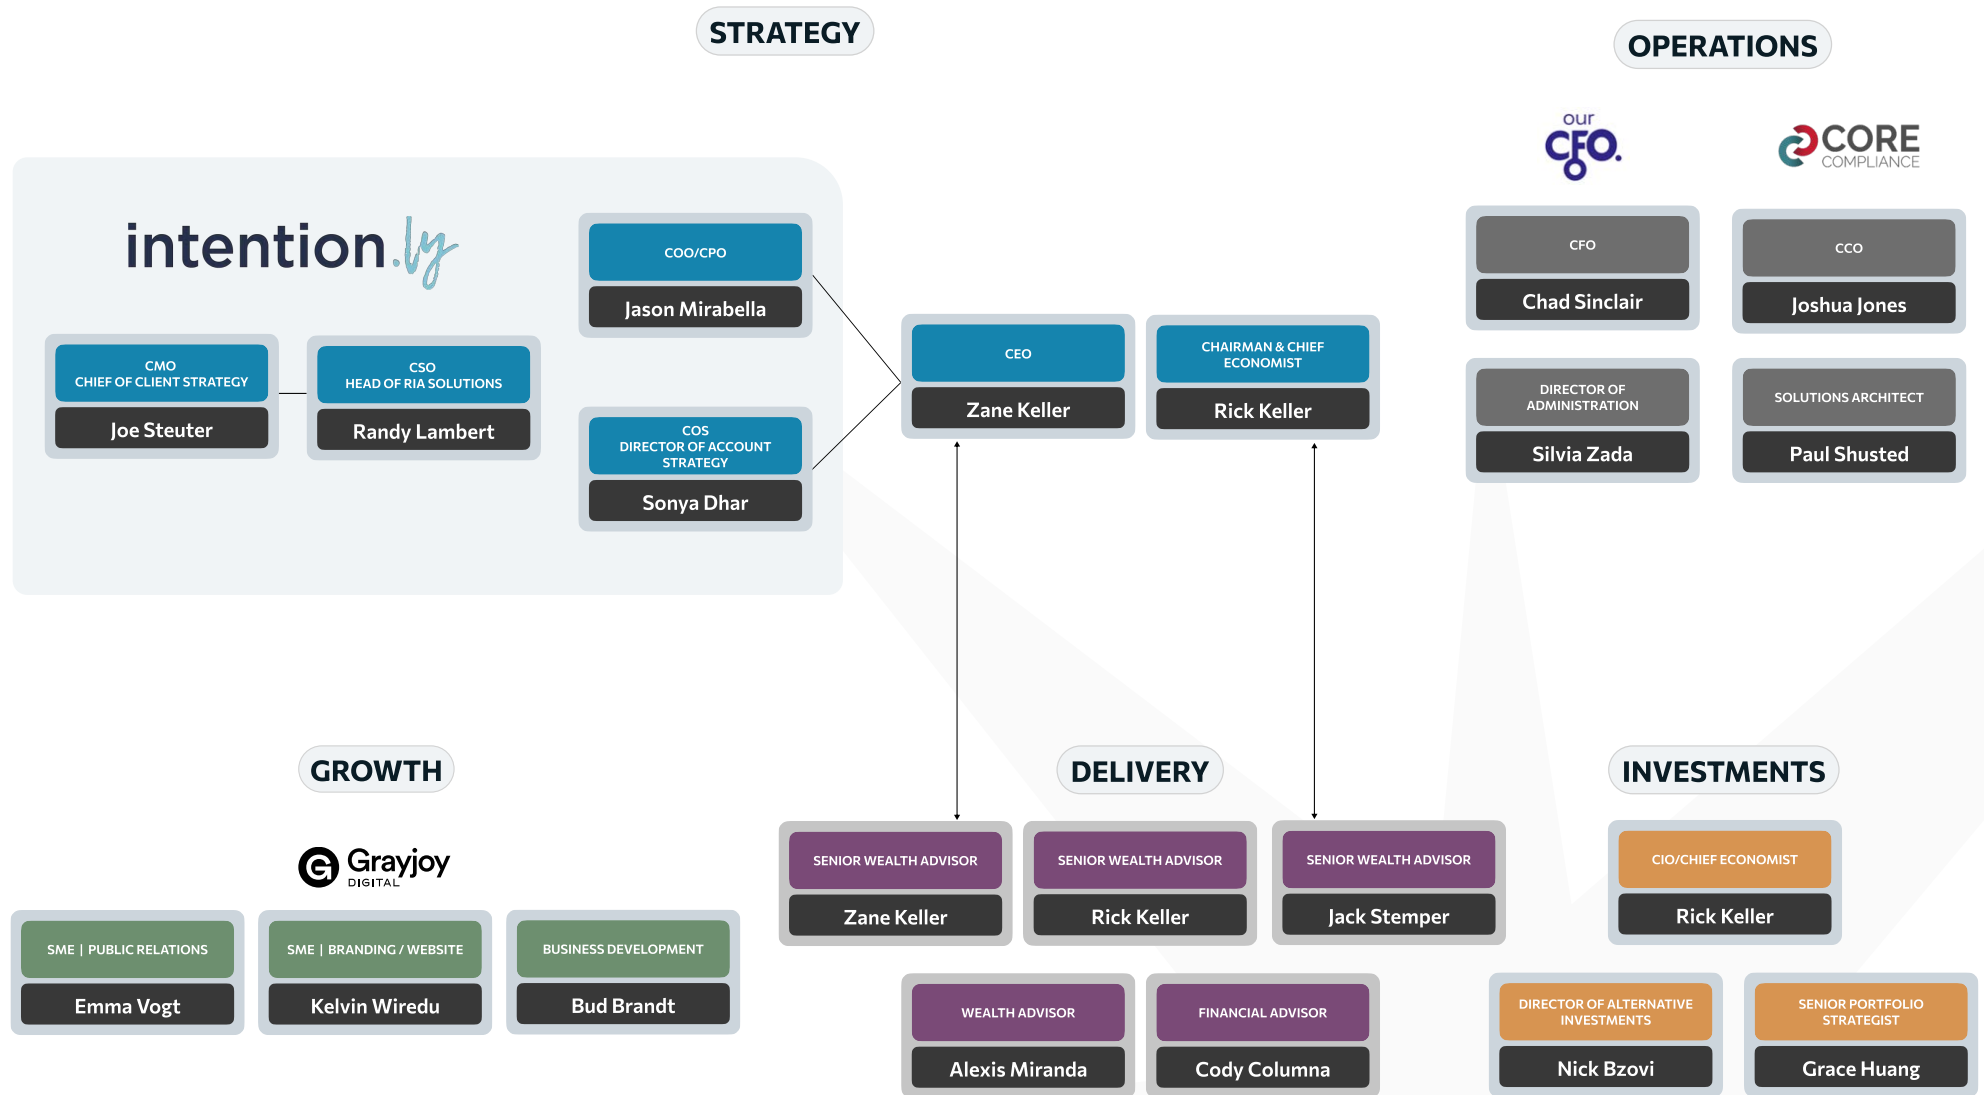 STRATEGY
OPERATIONS
our
CFO.
CORE
COMPLIANCE
intention.ly
COO/CPO
Jason Mirabella
CMO
CHIEF OF CLIENT STRATEGY
Joe Steuter
CSO
HEAD OF RIA SOLUTIONS
Randy Lambert
COS
DIRECTOR OF ACCOUNT
STRATEGY
Sonya Dhar
CEO
Zane Keller
CHAIRMAN & CHIEF
ECONOMIST
Rick Keller
CFO
Chad Sinclair
CCO
Joshua Jones
DIRECTOR OF
ADMINISTRATION
Silvia Zada
SOLUTIONS ARCHITECT
Paul Shusted
GROWTH
Grayjoy
DIGITAL
SME | PUBLIC RELATIONS
Emma Vogt
SME | BRANDING / WEBSITE
Kelvin Wiredu
BUSINESS DEVELOPMENT
Bud Brandt
DELIVERY
SENIOR WEALTH ADVISOR
Zane Keller
SENIOR WEALTH ADVISOR
Rick Keller
SENIOR WEALTH ADVISOR
Jack Stemper
WEALTH ADVISOR
Alexis Miranda
FINANCIAL ADVISOR
Cody Columna
INVESTMENTS
CIO/CHIEF ECONOMIST
Rick Keller
DIRECTOR OF ALTERNATIVE
INVESTMENTS
Nick Bzovi
SENIOR PORTFOLIO
STRATEGIST
Grace Huang